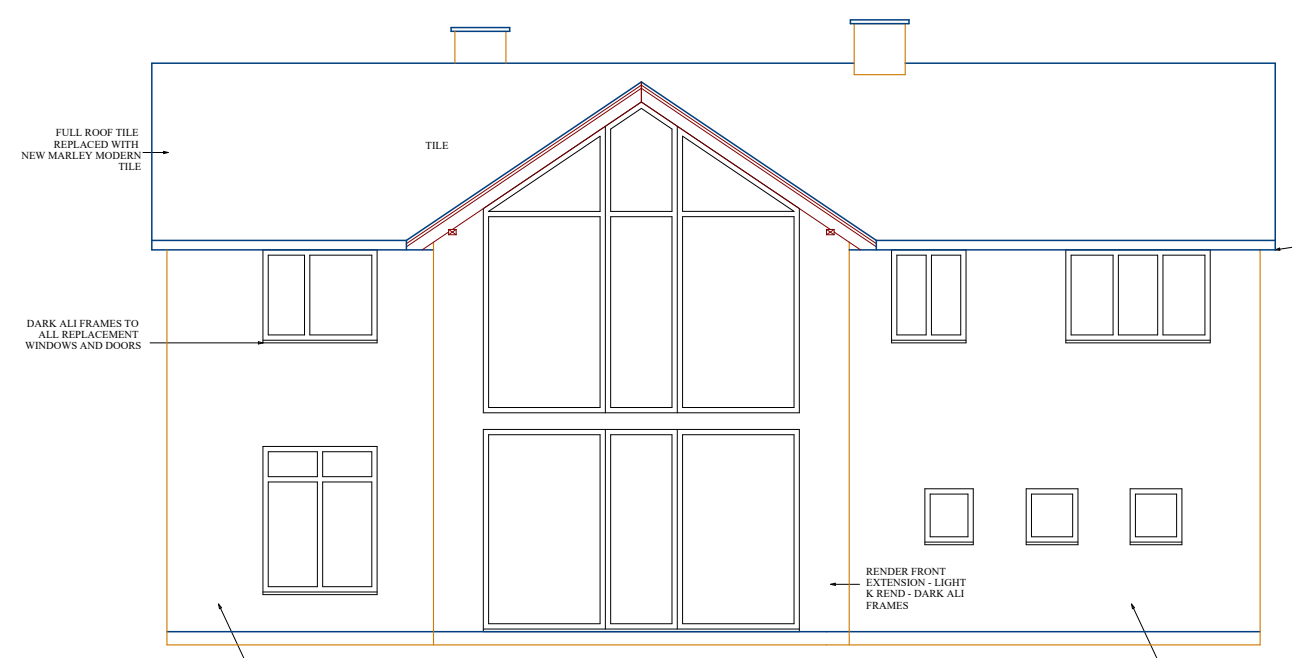 FULL ROOF TILE
REPLACED WITH
NEW MARLEY MODERN
TILE
TILE
DARK ALI FRAMES TO
ALL REPLACEMENT
WINDOWS AND DOORS
RENDER FRONT
EXTENSION - LIGHT
K REND - DARK ALI
FRAMES